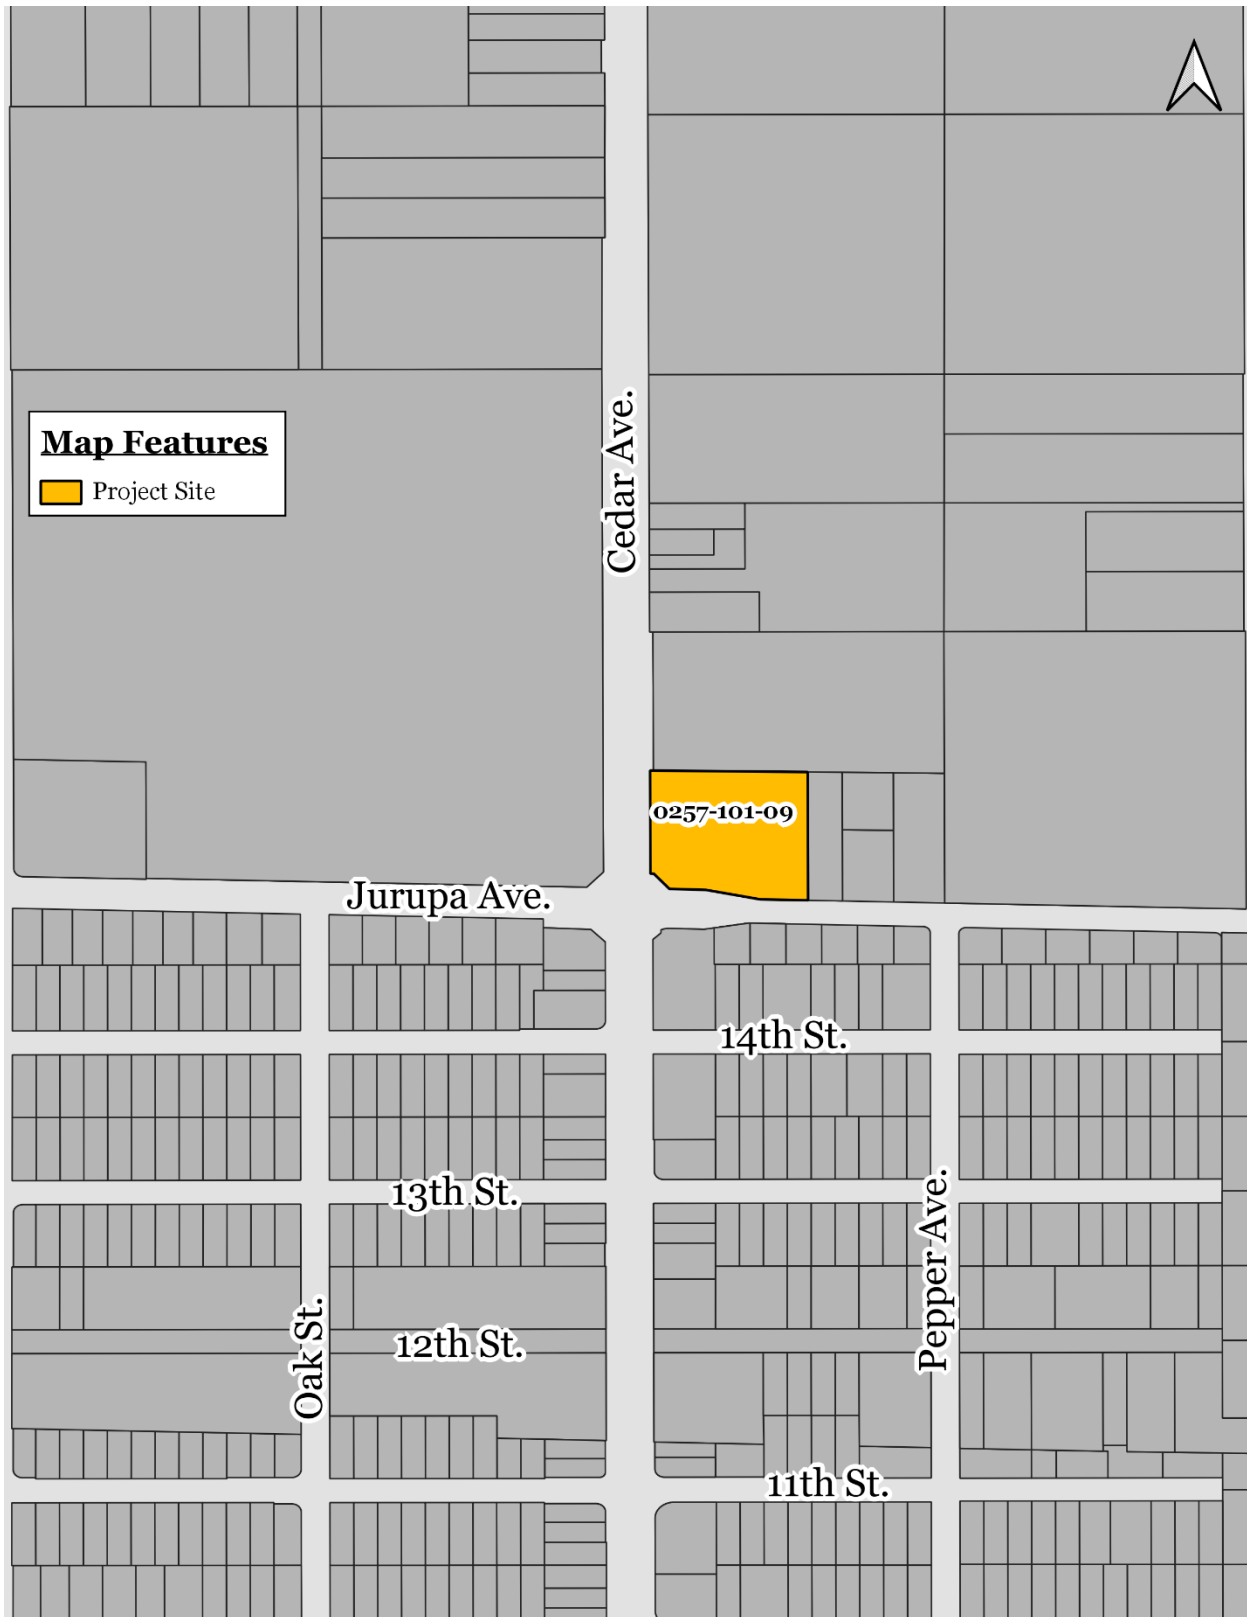 Map Features
Project Site
Cedar Ave.
0257-101-09
Jurupa Ave.
14th St.
13th St.
Pepper Ave.
Oak St.
12th St.
11th St.